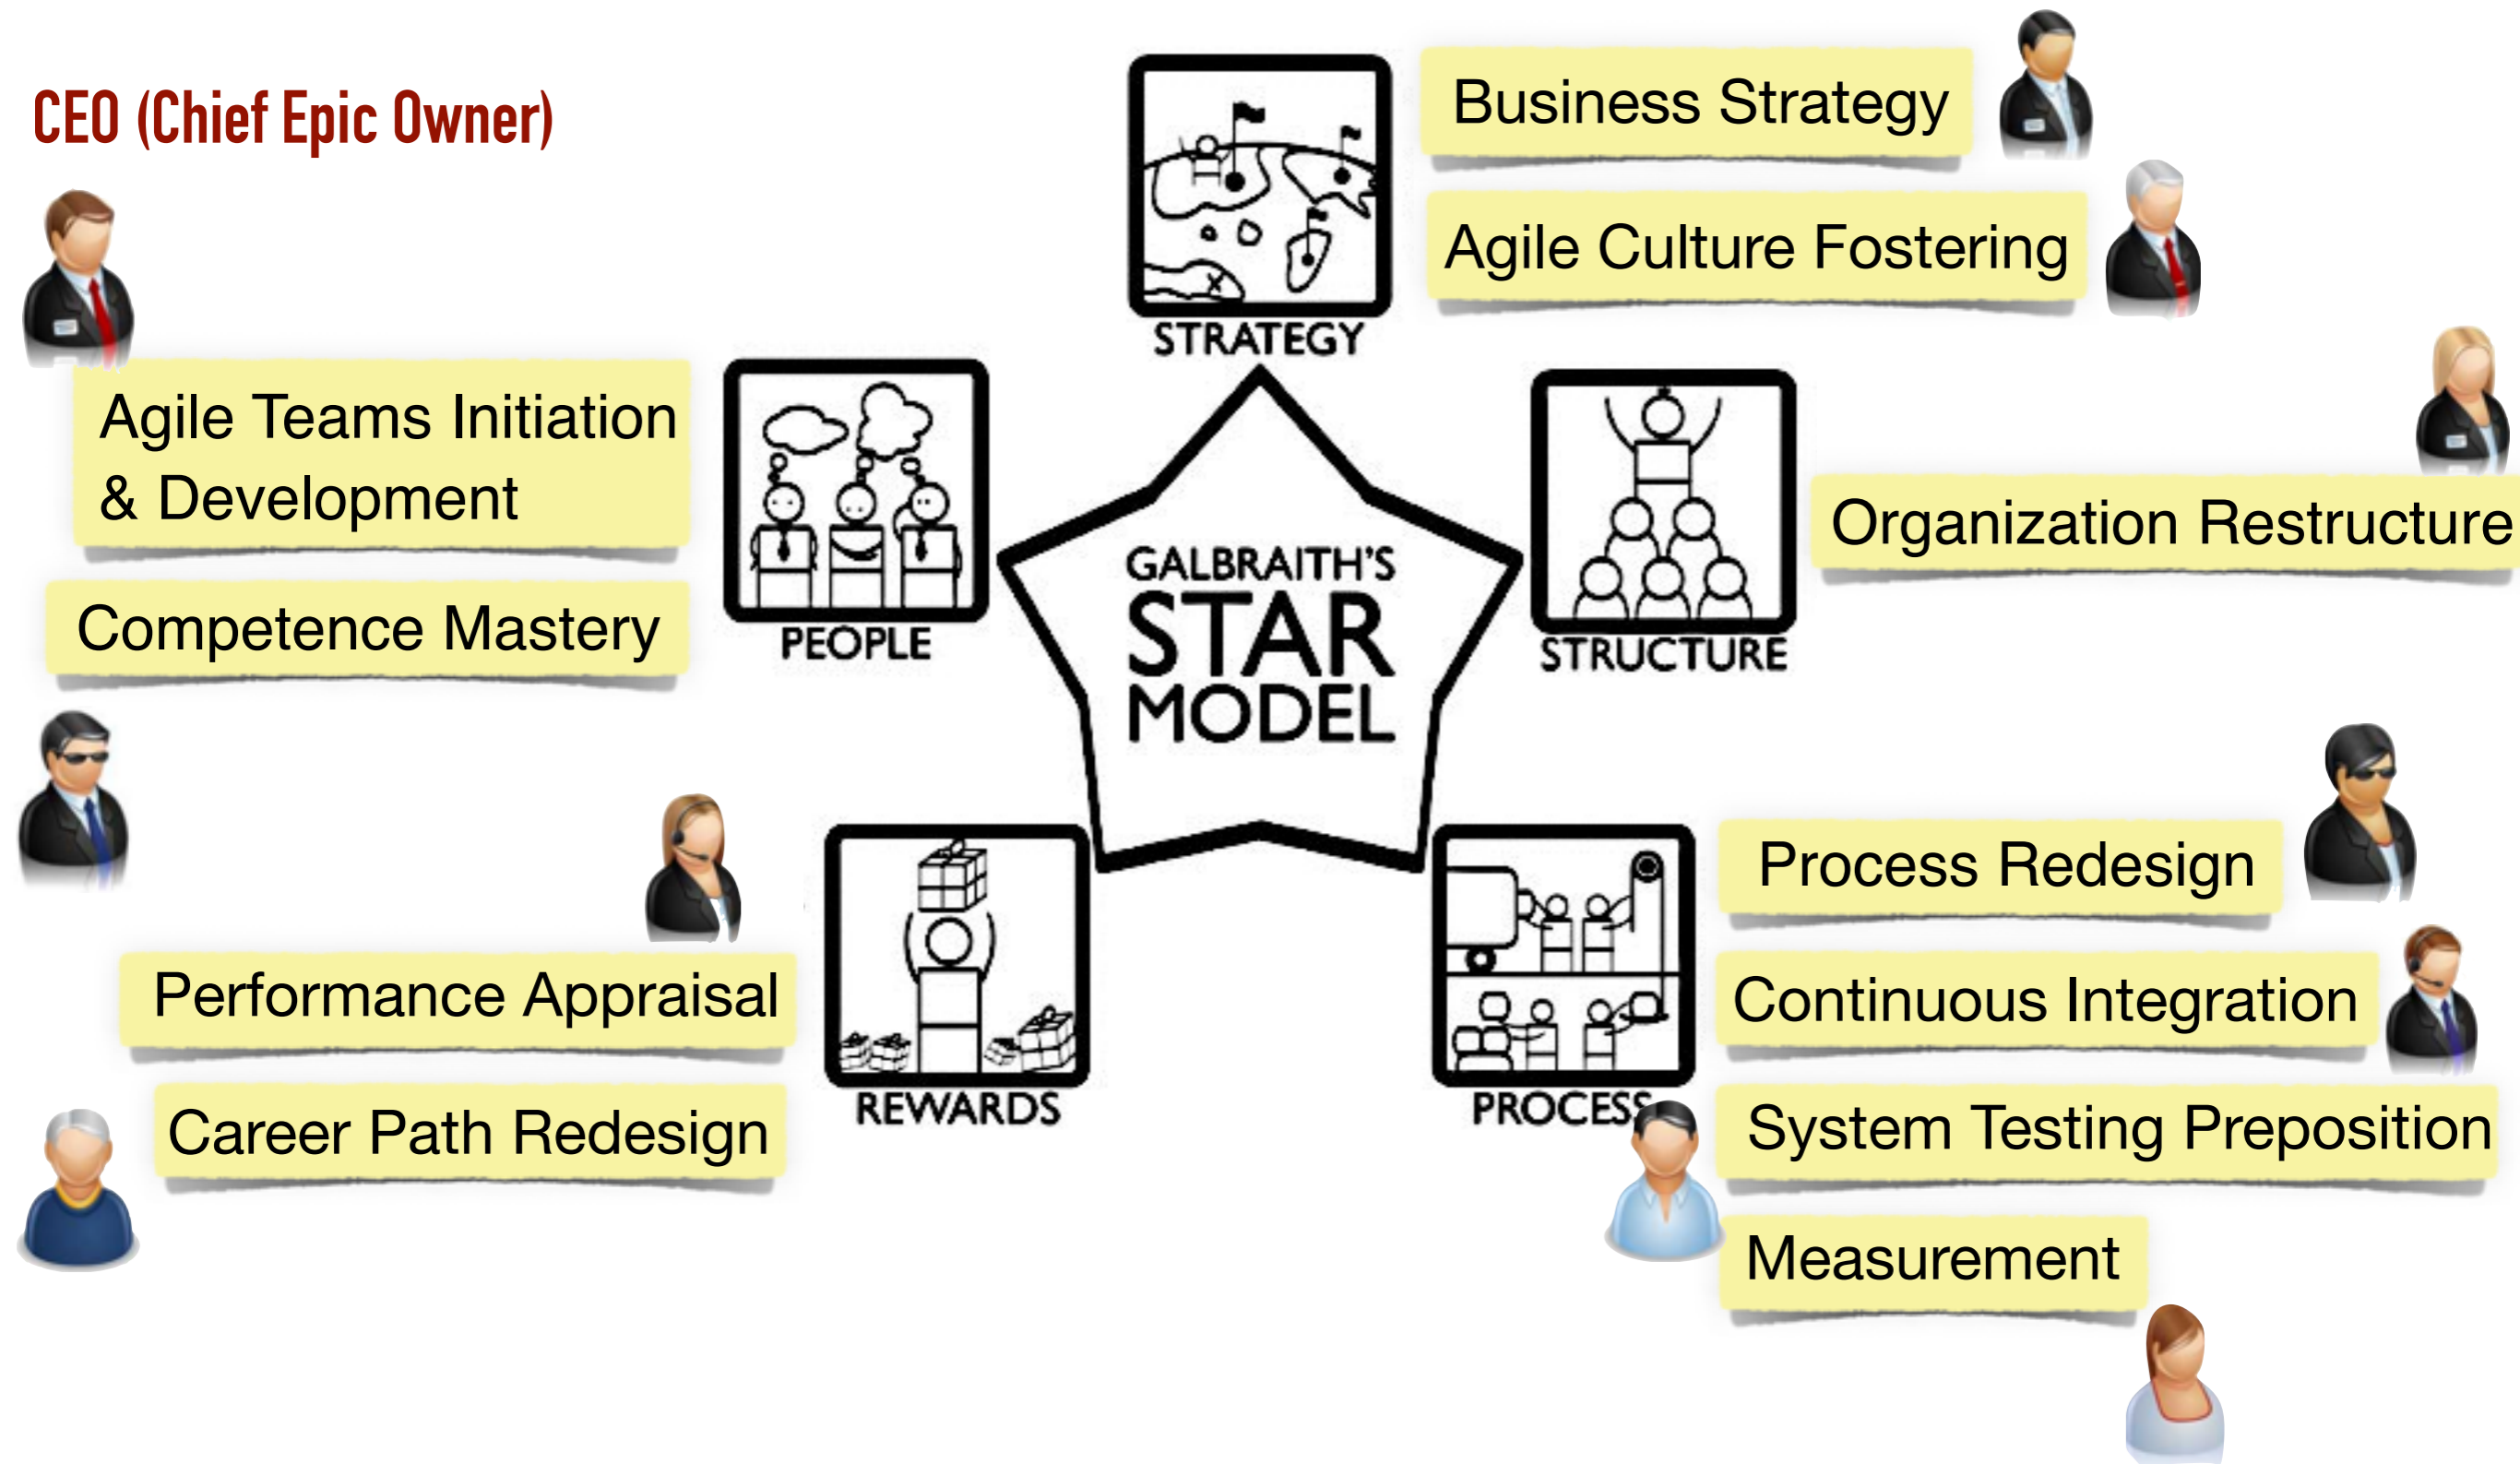 CEO (Chief Epic Owner)
Business Strategy
Agile Culture Fostering
STRATEGY
Agile Teams Initiation
& Development
Competence Mastery
PEOPLE
GALBRAITH'S
STAR
MODEL
STRUCTURE
Organization Restructure
Performance Appraisal
Career Path Redesign
REWARDS
PROCESS
Process Redesign
Continuous Integration
System Testing Preposition
Measurement